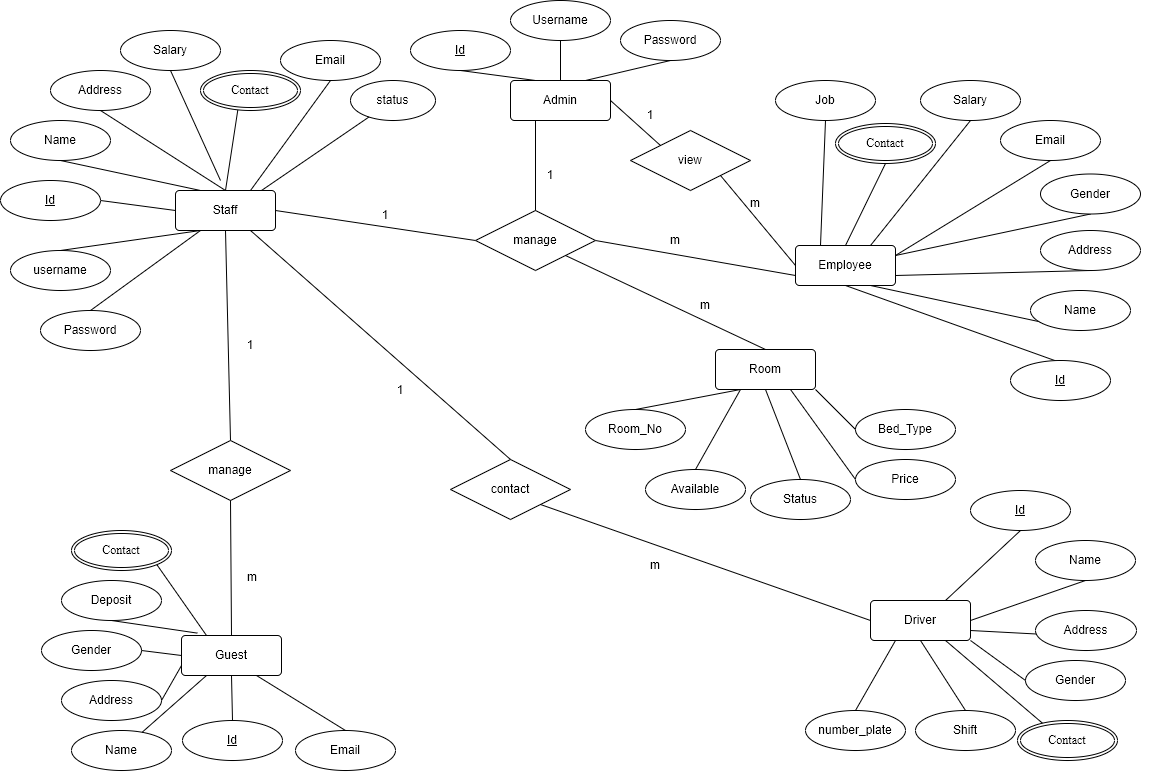 Username
Password
Id
Admin
Salary
Email
Contact
Address
status
Name
Id
Staff
username
Password
1
view
m
Job
Salary
Contact
Email
Gender
Address
Name
Id
Employee
1
1
manage
m
m
Room
Room_No
Bed_Type
Available
Status
Price
1
1
manage
contact
m
m
Contact
Deposit
Gender
Guest
Address
Name
Id
Email
Id
Name
Driver
Address
Gender
number_plate
Shift
Contact